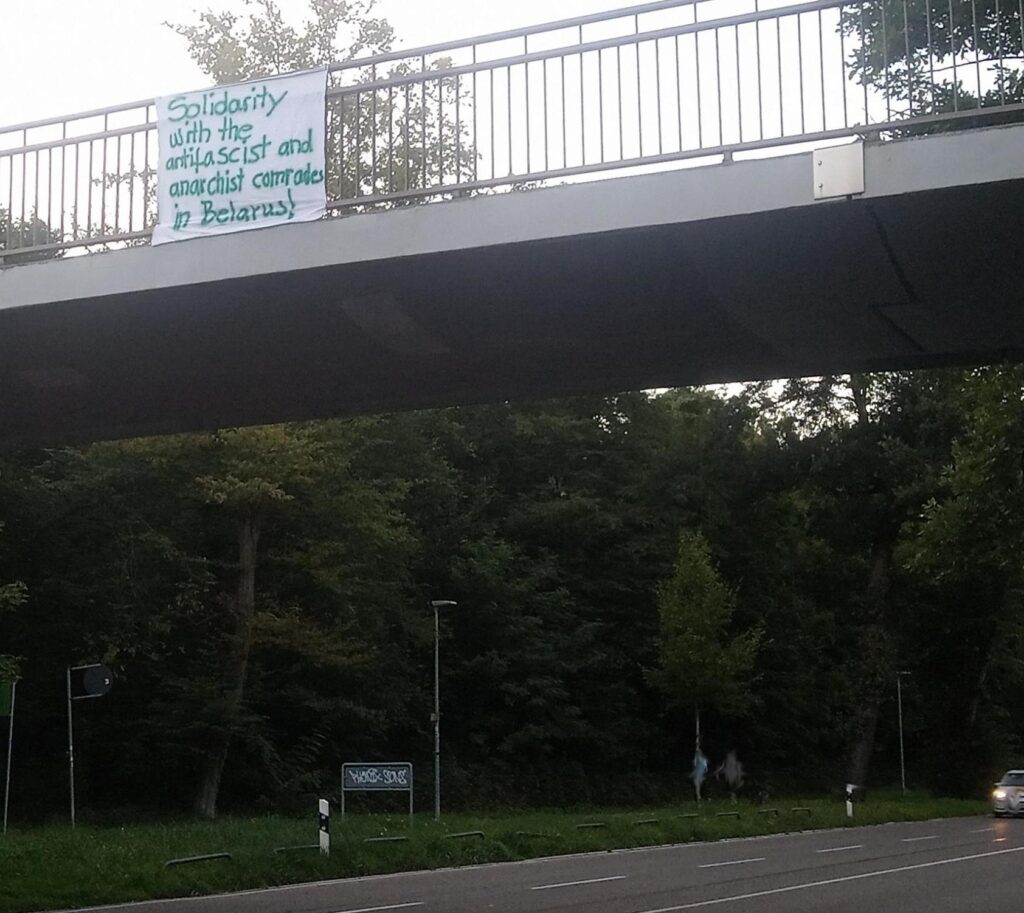 Solidarity
with the
antifascist and
anarchist comrades
in Belarus!